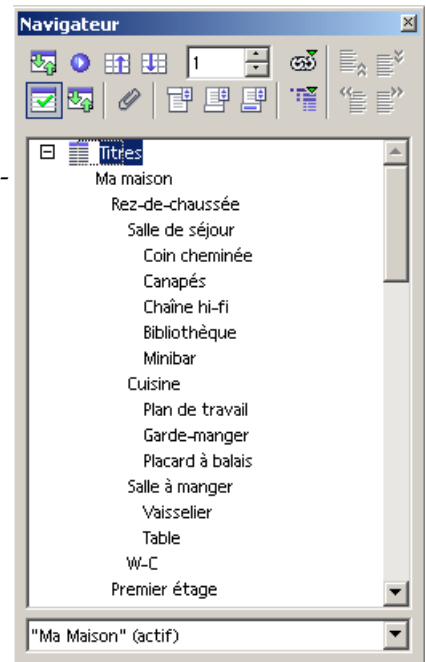 Navigateur
1
Titres
Ma maison
Rez-de-chaussée
Salle de séjour
Coin cheminée
Canapés
Chaîne hi-fi
Bibliothèque
Minibar
Cuisine
Plan de travail
Garde-manger
Placard à balais
Salle à manger
Vaisselier
Table
W-C
Premier étage
"Ma Maison" (actif)